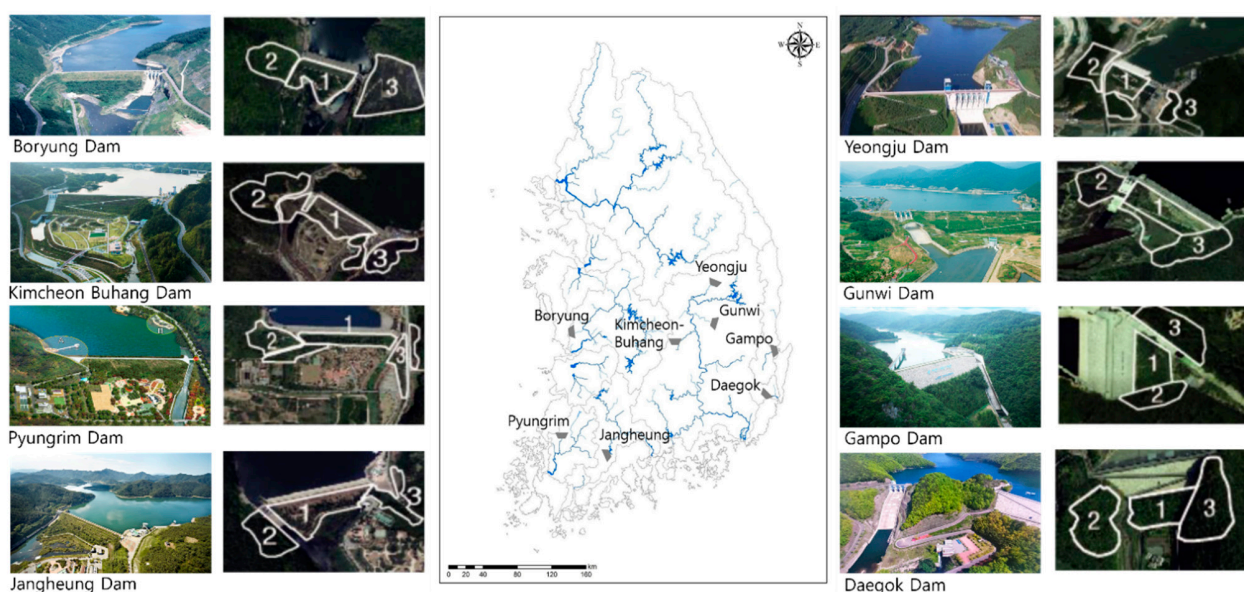 2
1
3
Boryung Dam
2
1
3
Kimcheon Buhang Dam
1
2
3
Pyungrim Dam
3
1
2
Jangheung Dam
N
W E
S
Yeongju
Gunwi
Boryung
Kimcheon-
Buhang
Gampo
Daegok
Pyungrim
Jangheung
0 10 20 40 60 80 120 160 km
2
1
3
Yeongju Dam
2
1
3
Gunwi Dam
3
1
2
Gampo Dam
2
1
3
Daegok Dam